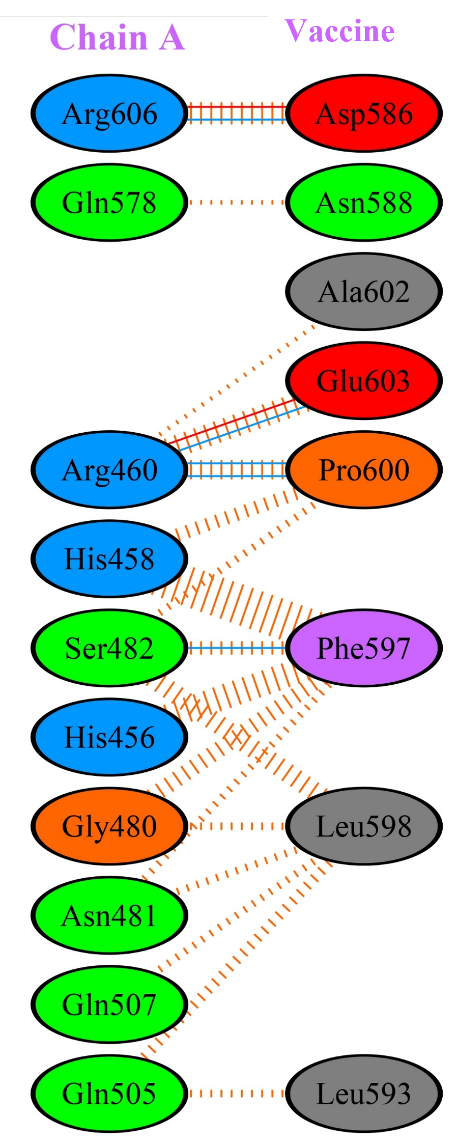 Chain A Vaccine
Arg606 Asp586
Gln578 Asn588
Ala602
Glu603
Arg460 Pro600
His458
Ser482 Phe597
His456
Gly480 Leu598
Asn481
Gln507
Gln505 Leu593